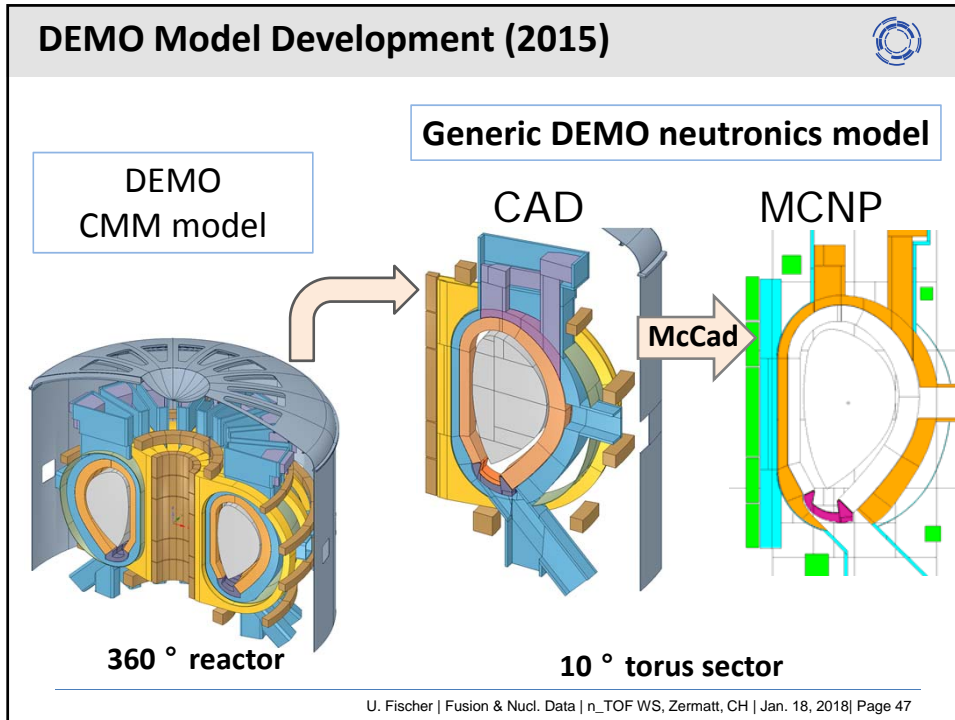 DEMO Model Development (2015)
Generic DEMO neutronics model
DEMO
CMM model
CAD
MCNP
McCad
360 ° reactor
10 ° torus sector
U. Fischer | Fusion & Nucl. Data | n_TOF WS, Zermatt, CH | Jan. 18, 2018| Page 47